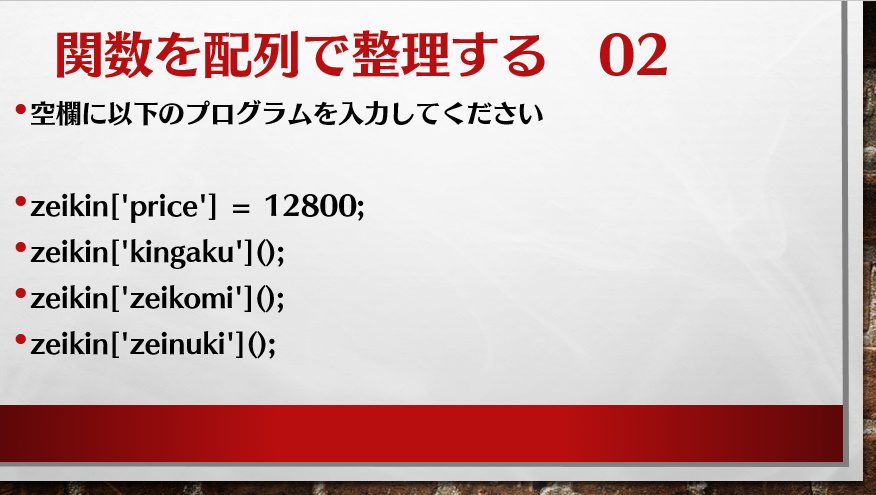 関数を配列で整理する　02
•空欄に以下のプログラムを入力してください
•zeikin['price'] = 12800;
•zeikin['kingaku']();
•zeikin['zeikomi']();
•zeikin['zeinuki']();